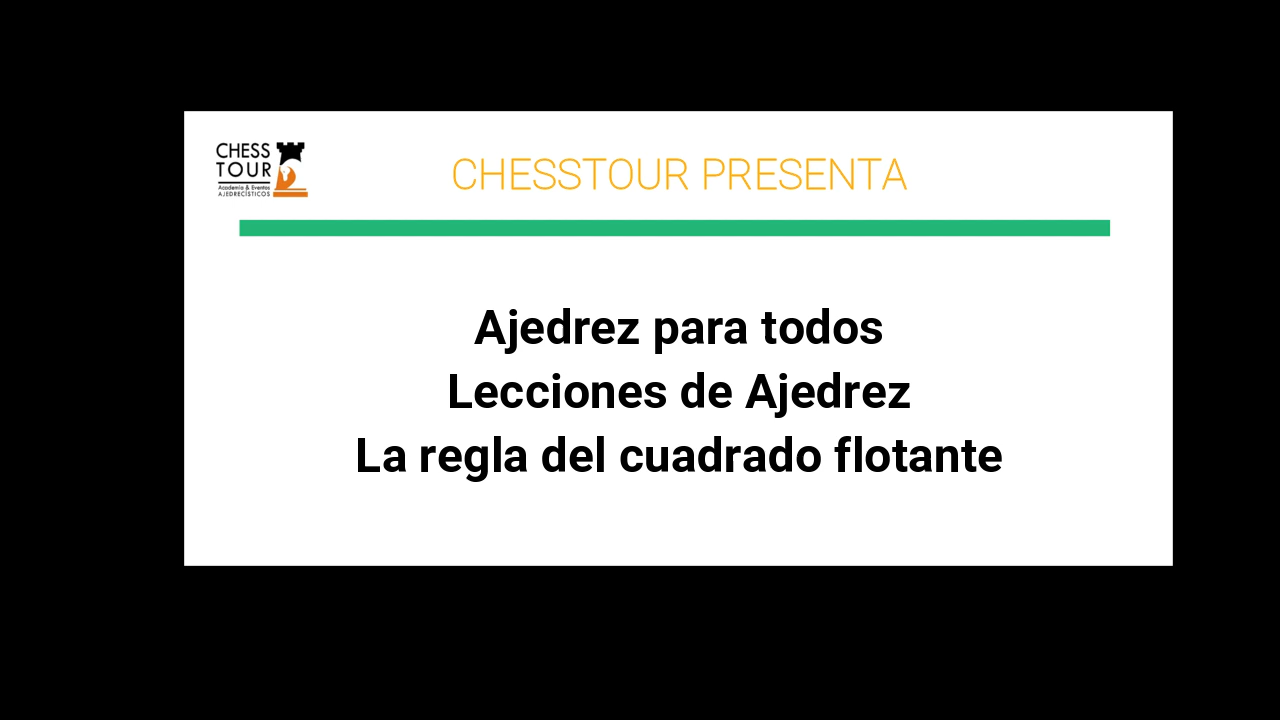 CHESS
TOUR
Academia & Eventos
AJEDRECÍSTICOS
CHESSTOUR PRESENTA
Ajedrez para todos
Lecciones de Ajedrez
La regla del cuadrado flotante